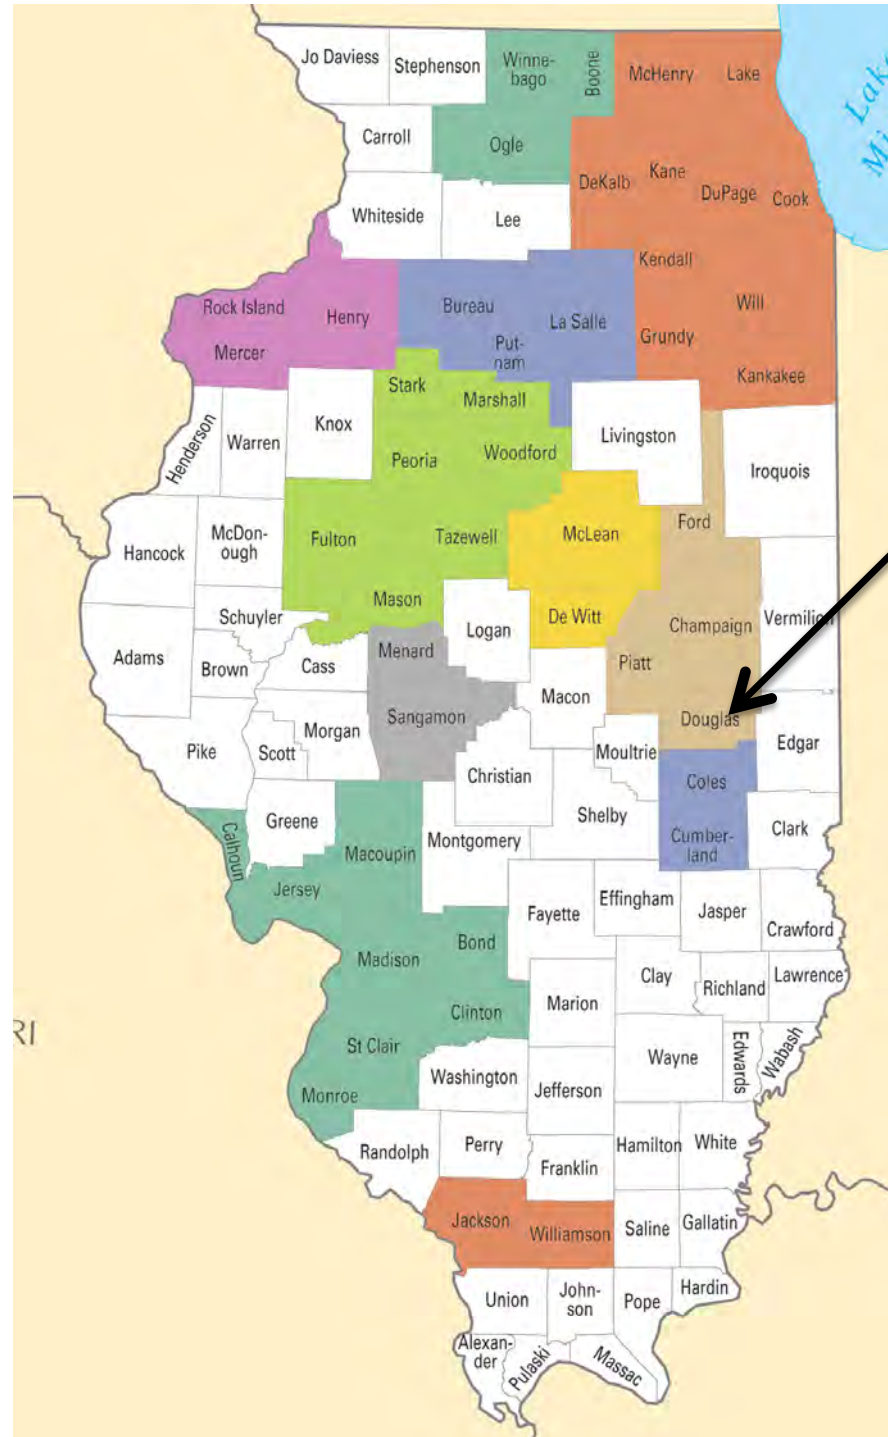 Jo Daviess
Stephenson
Winne-
bago
Boone
McHenry
Lake
Lake
Mi
Carroll
Ogle
DeKalb
Kane
DuPage
Cook
Whiteside
Lee
Kendall
Rock Island
Henry
Bureau
La Salle
Will
Mercer
Put-
nam
Grundy
Kankakee
Stark
Marshall
Henderson
Warren
Knox
Peoria
Woodford
Livingston
Iroquois
Hancock
McDon-
ough
Fulton
Tazewell
McLean
Ford
Schuyler
Mason
Logan
De Witt
Champaign
Vermilion
Adams
Brown
Cass
Menard
Piatt
Macon
Douglas
Pike
Scott
Morgan
Sangamon
Christian
Moultrie
Edgar
Coles
Calhoun
Greene
Macoupin
Montgomery
Shelby
Cumber-
land
Clark
Jersey
Fayette
Effingham
Jasper
Crawford
Madison
Bond
Clay
Richland
Lawrence
Clinton
Marion
RI
St Clair
Wayne
Edwards
Wabash
Monroe
Washington
Jefferson
Randolph
Perry
Franklin
Hamilton
White
Jackson
Williamson
Saline
Gallatin
Union
John-
son
Pope
Hardin
Alexan-
der
Pulaski
Massac